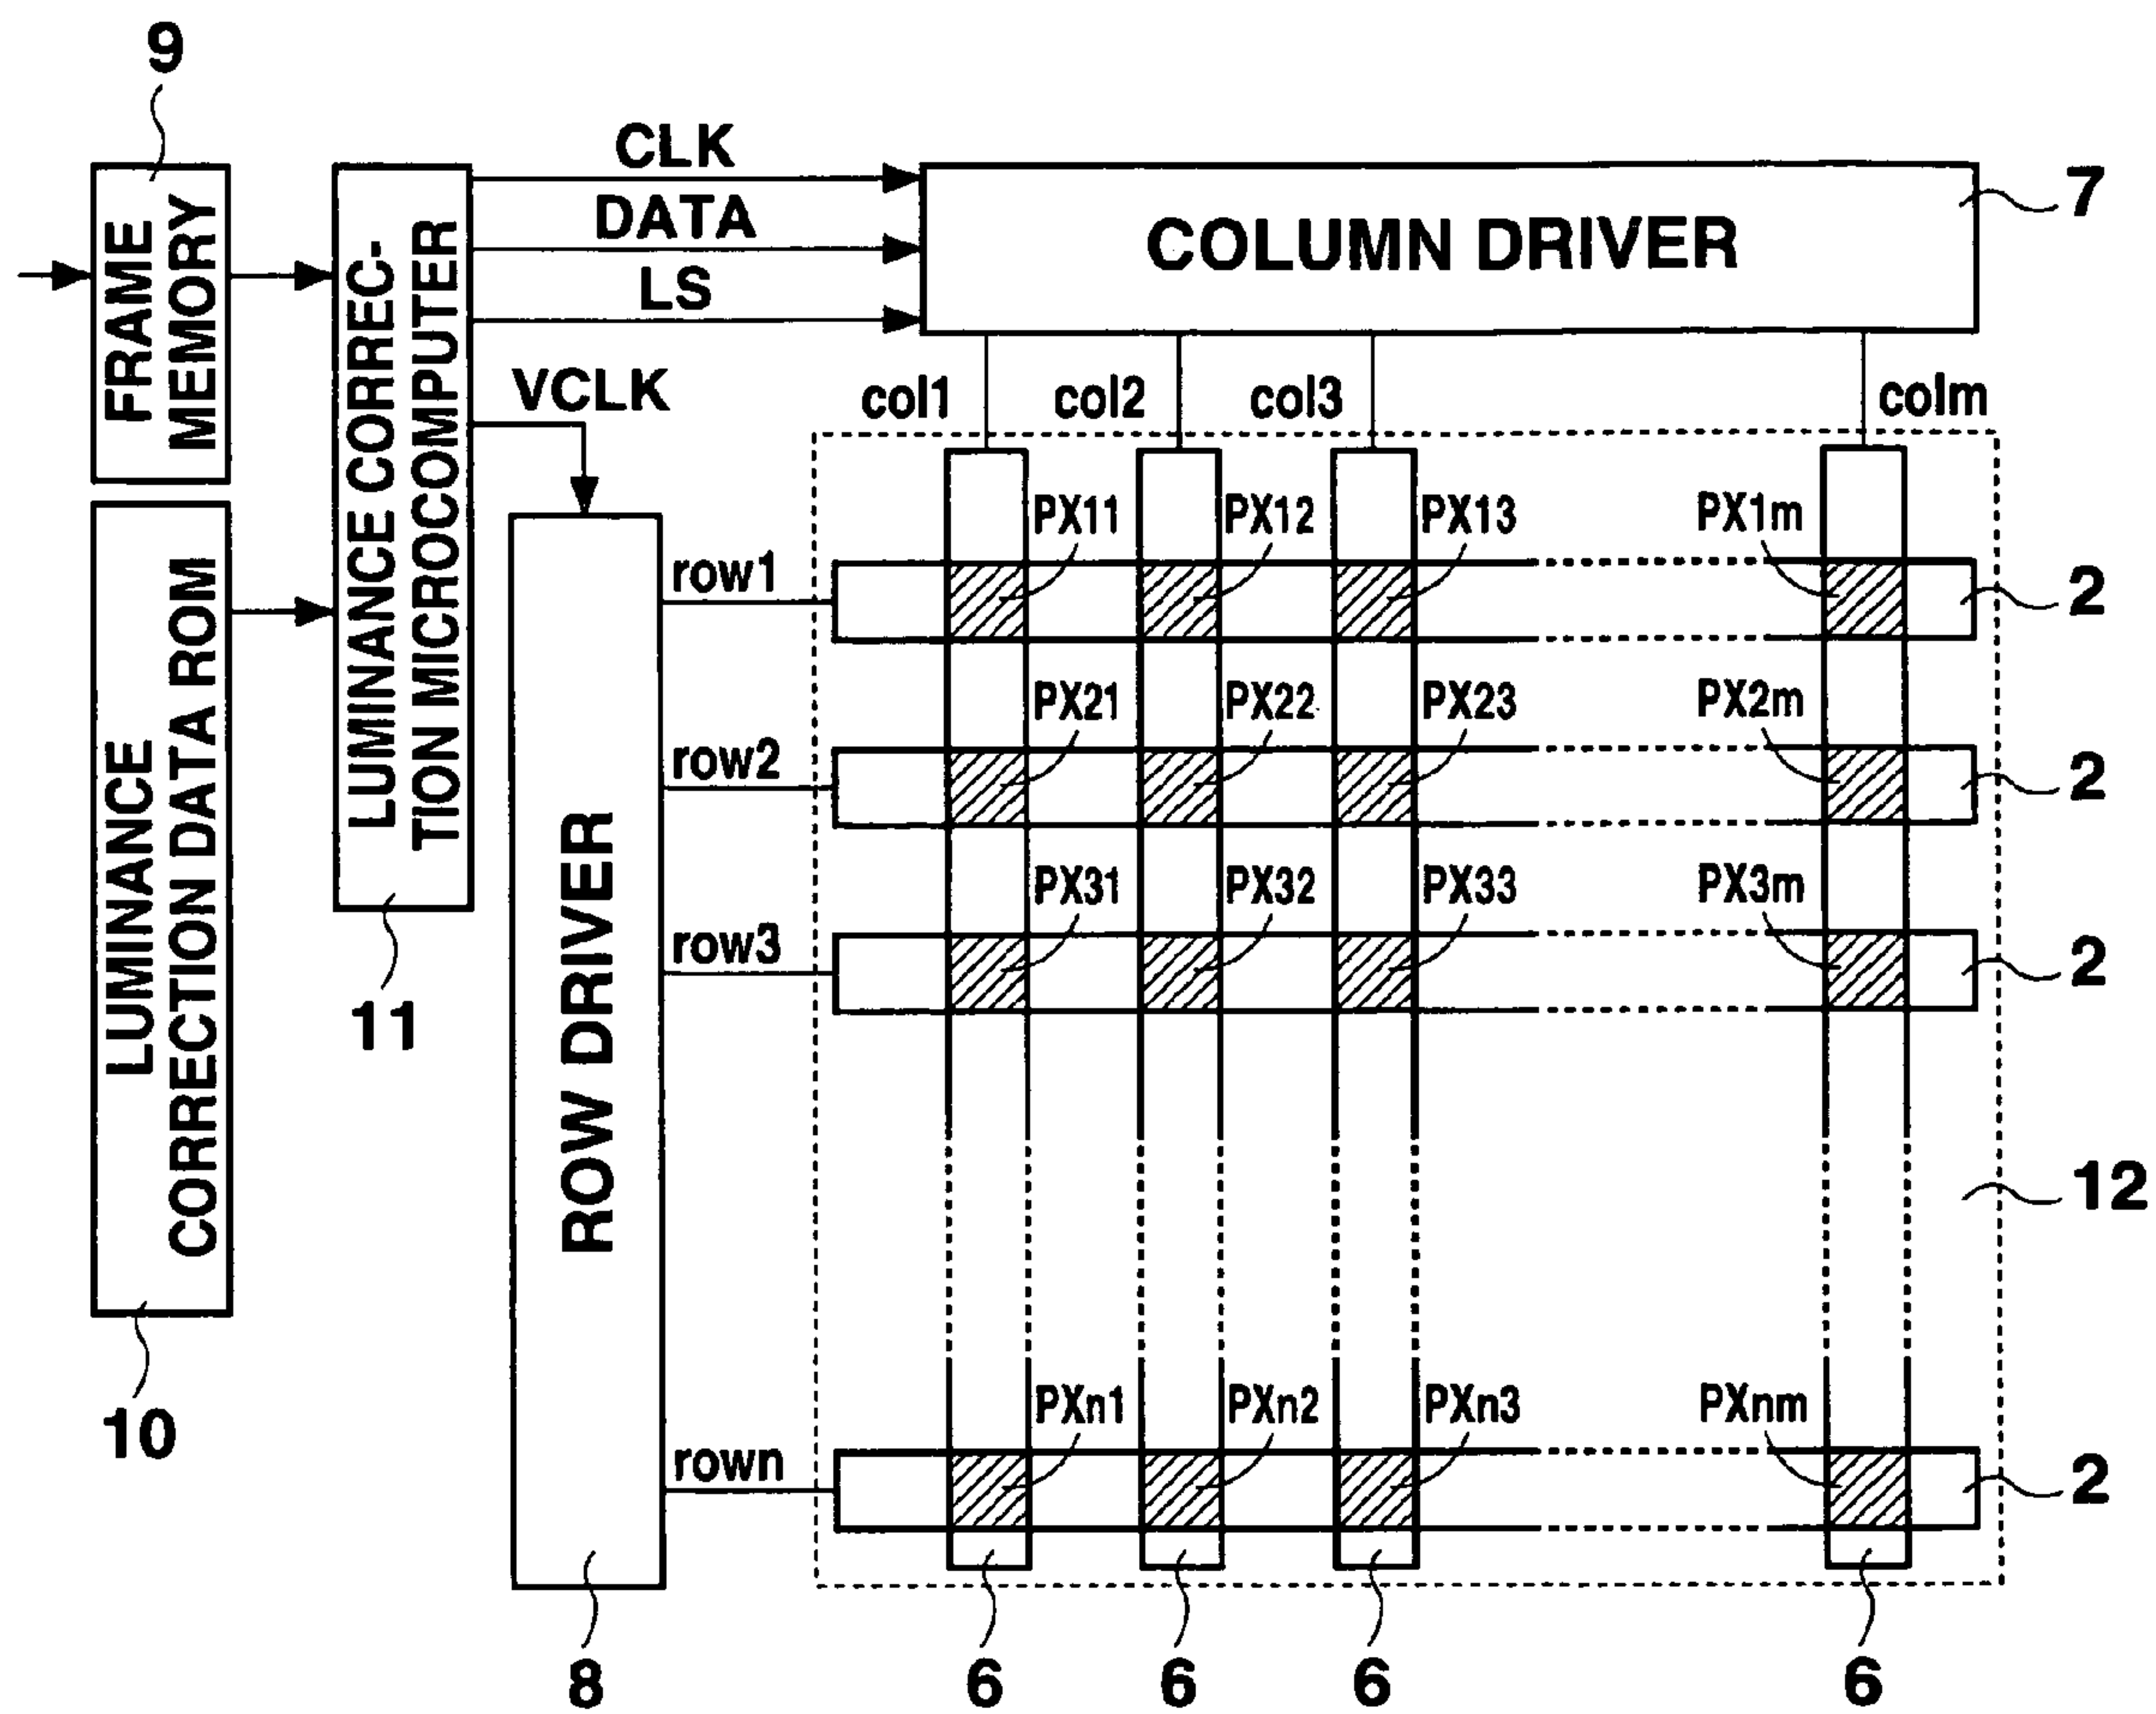 9
CLK
DATA
LS
VCLK
FRAME
MEMORY
LUMINANCE CORREC-
TION MICROCOMPUTER
COLUMN DRIVER
7
col1
col2
col3
colm
LUMINANCE
CORRECTION DATA ROM
ROW DRIVER
PX11
PX12
PX13
PX1m
row1
2
PX21
PX22
PX23
PX2m
row2
2
PX31
PX32
PX33
PX3m
row3
2
11
12
10
PXn1
PXn2
PXn3
PXnm
rown
2
8
6
6
6
6